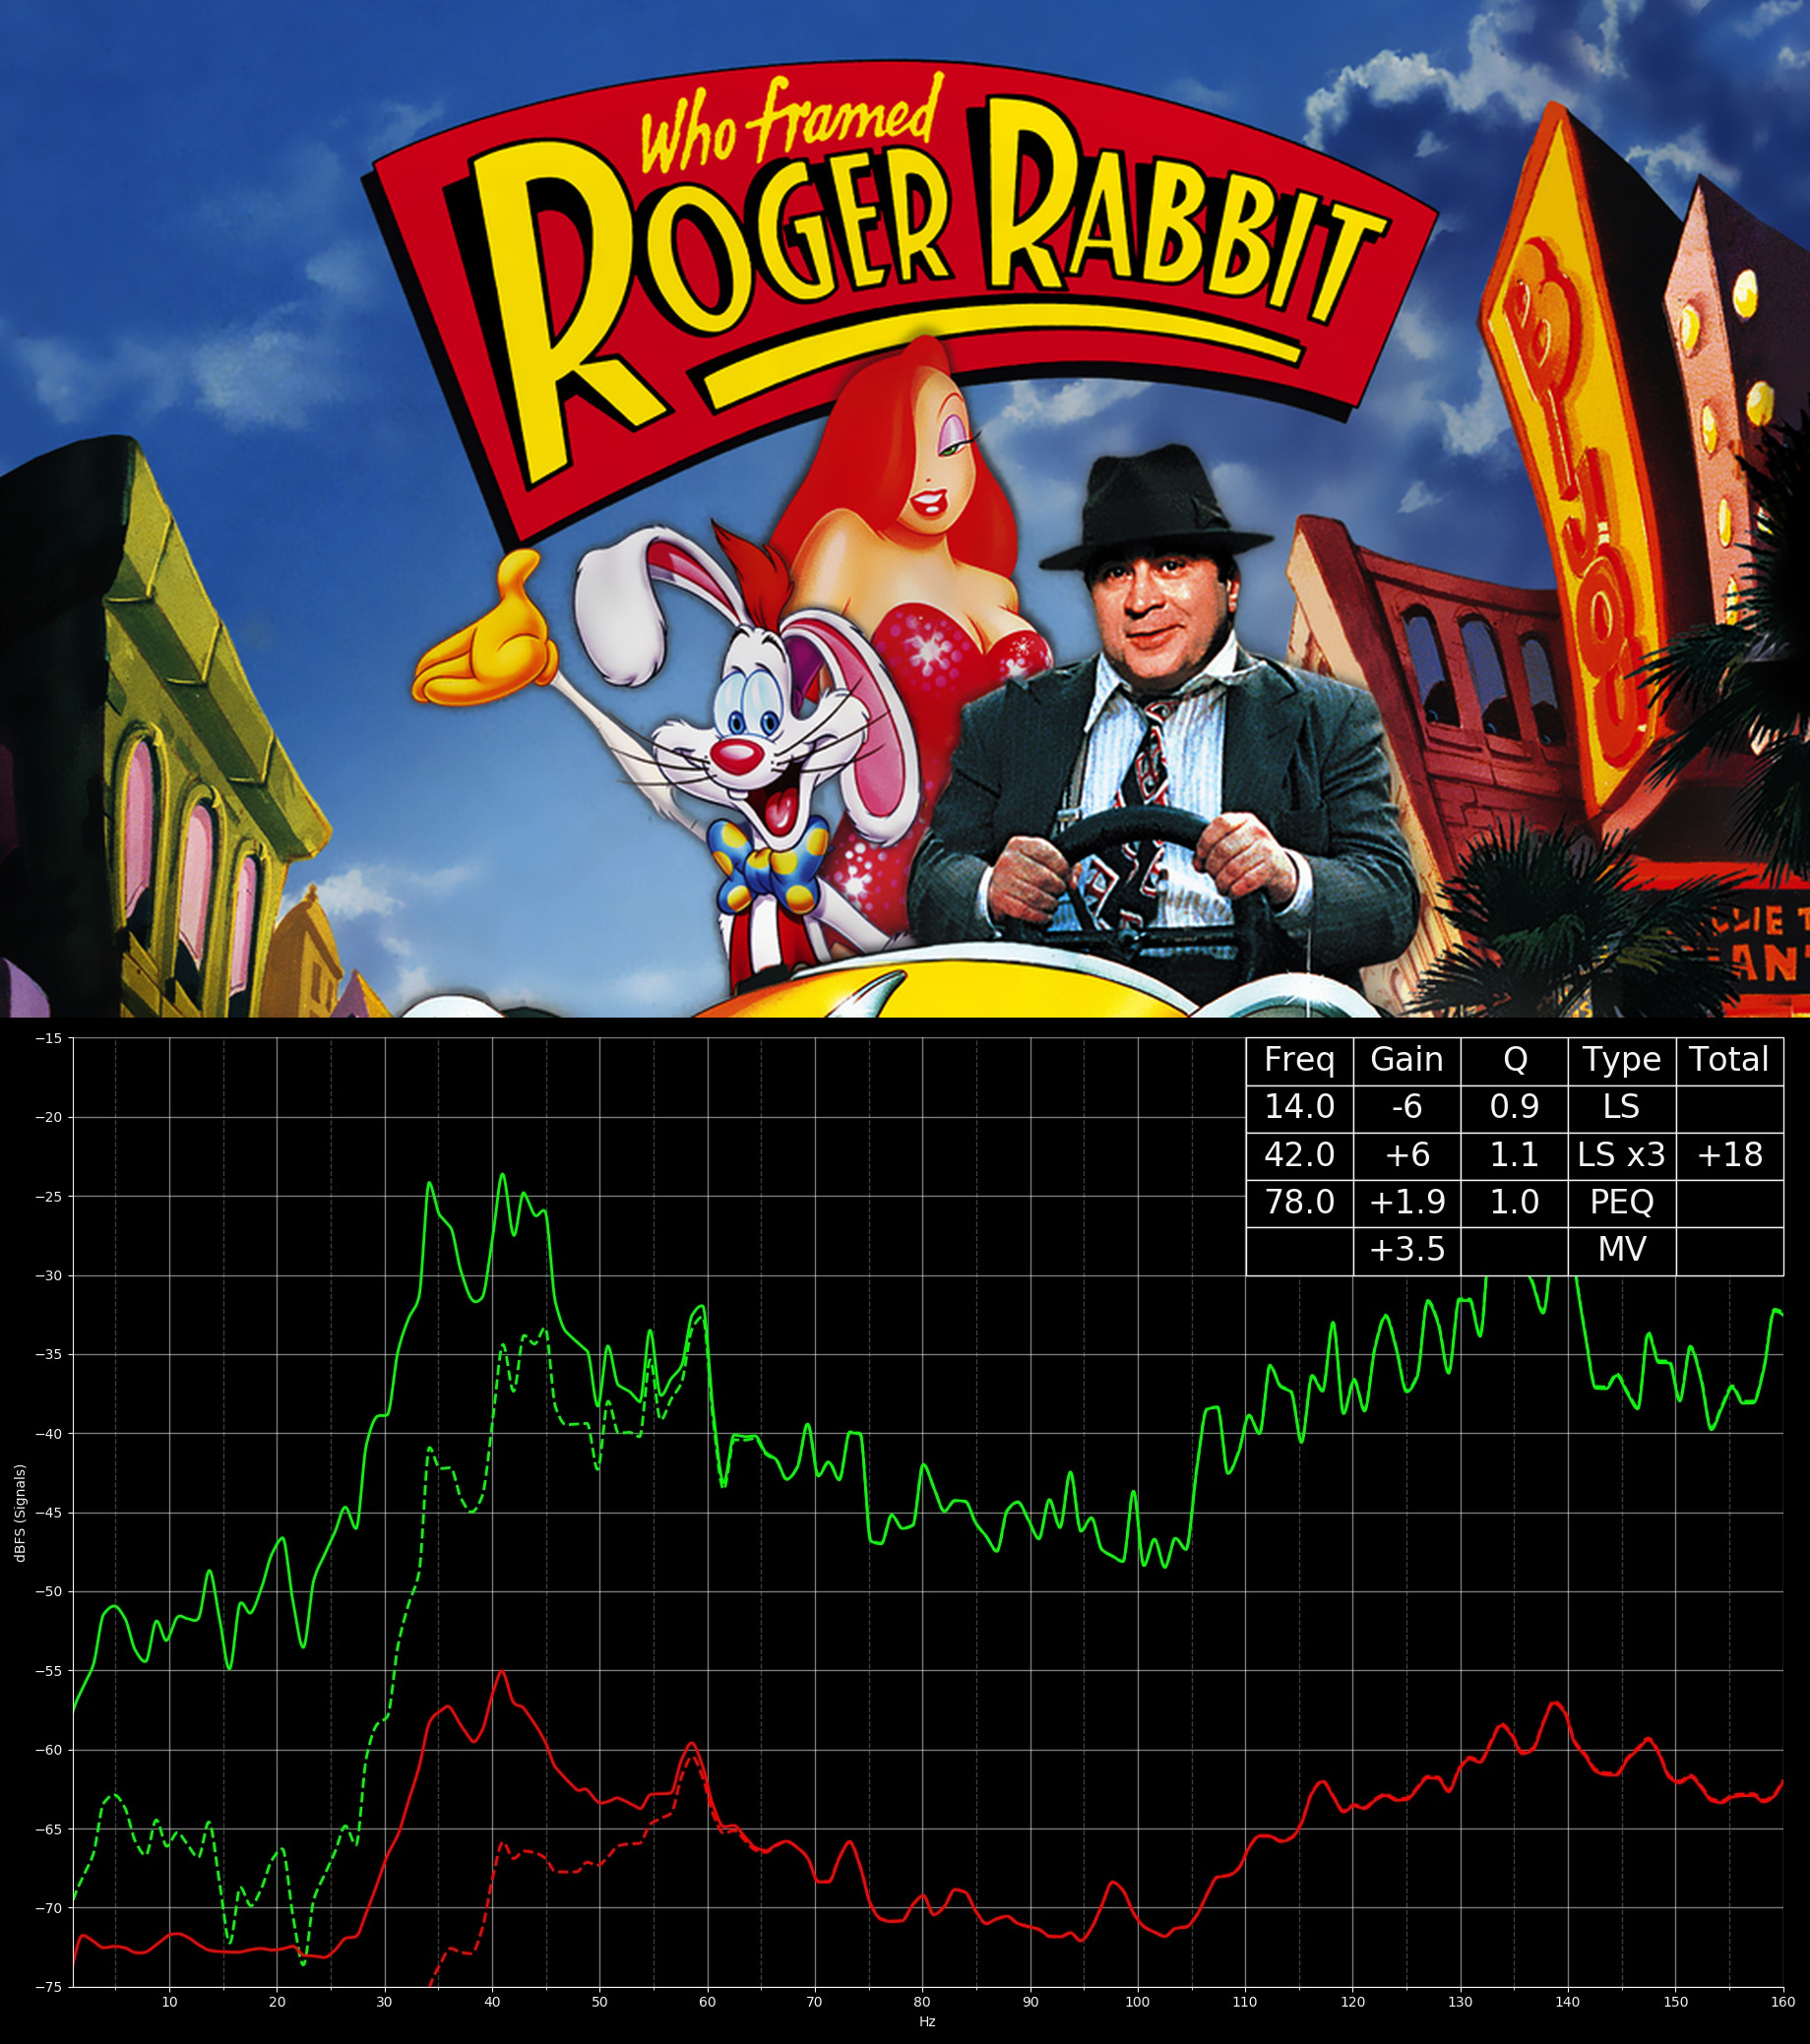 Who framed
ROGER RABBIT
LIE T
AN
−15
−20
−25
−30
−35
−40
−45
−50
−55
−60
−65
−70
−75
dBFS (Signals)
Freq Gain Q Type Total
14.0 -6 0.9 LS
42.0 +6 1.1 LS x3 +18
78.0 +1.9 1.0 PEQ
+3.5 MV
10 20 30 40 50 60 70 80 90 100 110 120 130 140 150 160
Hz